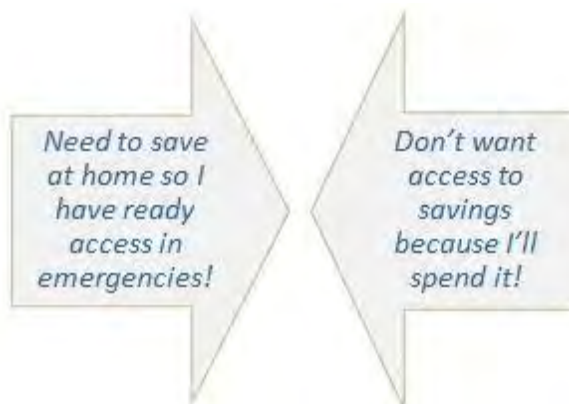 Need to save
at home so I
have ready
access in
emergencies!
Don't want
access to
savings
because I'll
spend it!